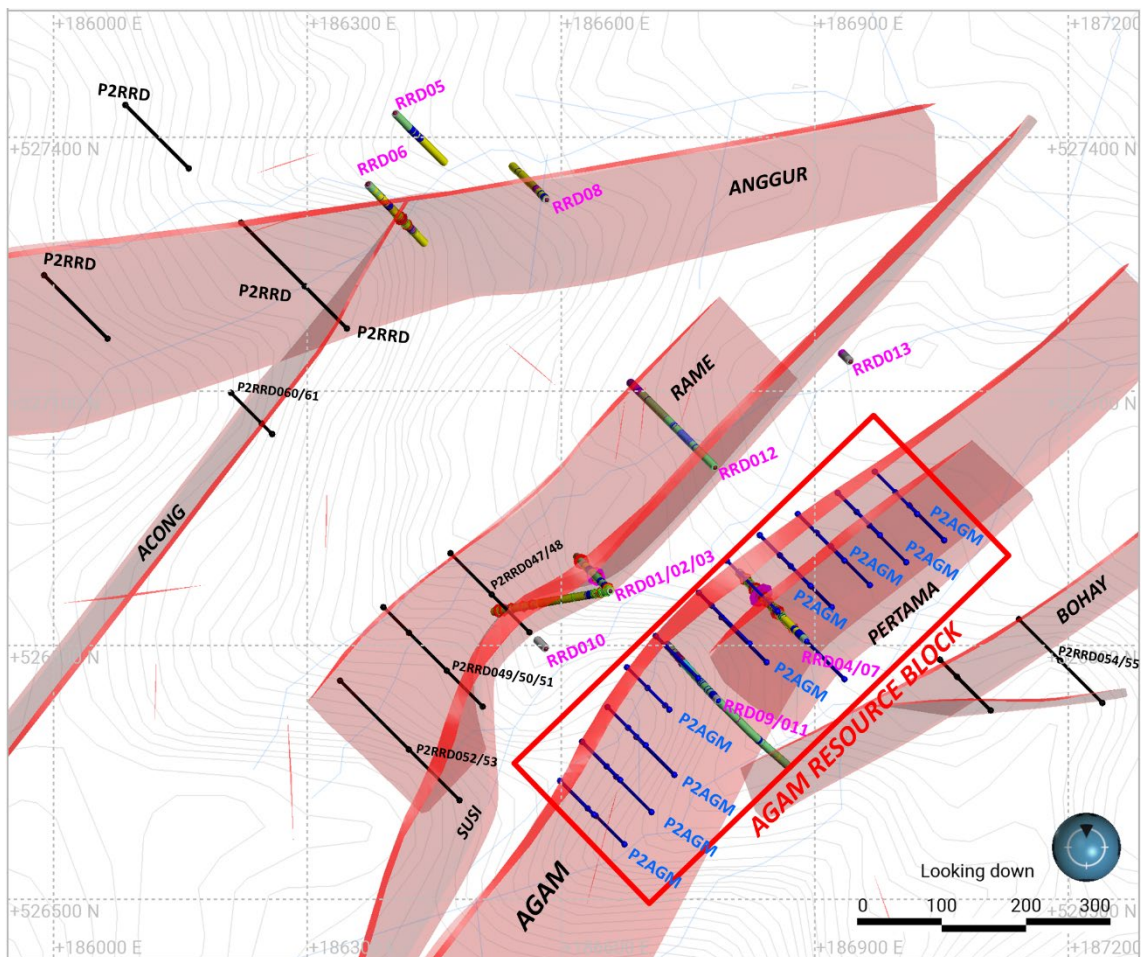 +186000 E
+186300 E
+186600 E
+186900 E
+187200
P2RRD
RRD05
+527400 N
+527400 N
RRD06
RRD08
ANGGUR
P2RRD
P2RRD
P2RRD
RAME
RRD013
P2RRD060/61
RRD012
ACONG
P2RRD047/48
RRD01/02/03
P2AGM
P2AGM
P2AGM
P2AGM
PERTAMA
BOHAY
RRD010
RRD04/07
P2RRD054/55
P2RRD049/50/51
P2AGM
RRD09/011
P2AGM
AGAM RESOURCE BLOCK
P2RRD052/53
P2AGM
SUSI
P2AGM
P2AGM
AGAM
Looking down
0 100 200 300
+526500 N
+186000 E
+186900 E
+187200